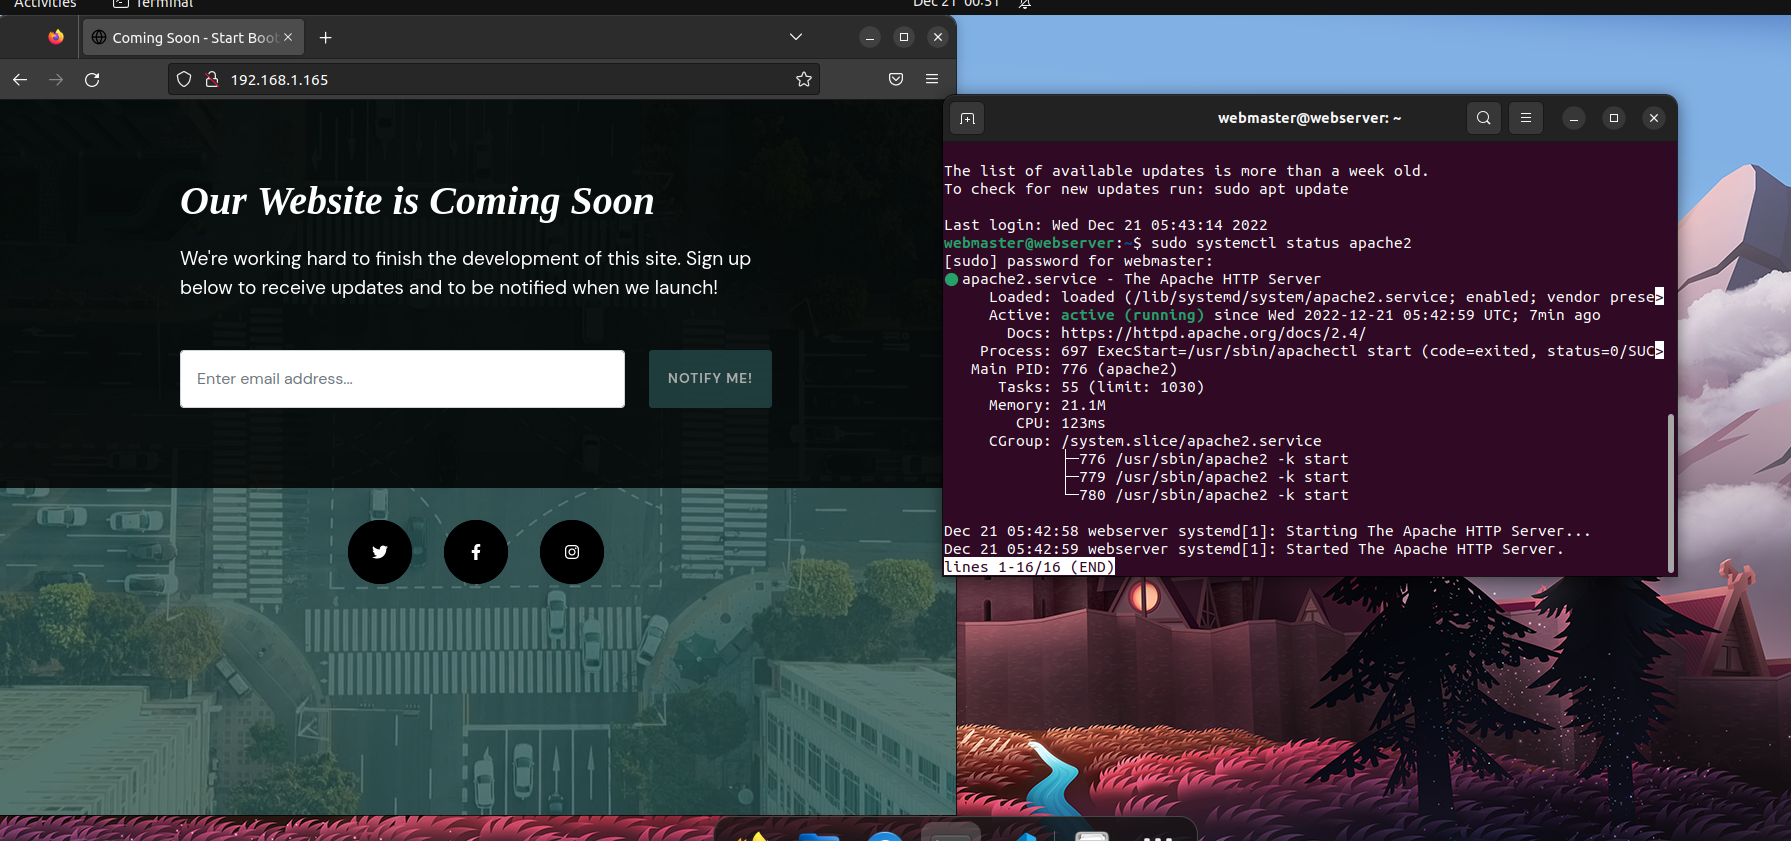 Activities Terminal Dec 21 00:51
Coming Soon - Start Boot
192.168.1.165
Our Website is Coming Soon
We're working hard to finish the development of this site. Sign up
below to receive updates and to be notified when we launch!
Enter email address...
NOTIFY ME!
webmaster@webserver: ~
The list of available updates is more than a week old.
To check for new updates run: sudo apt update
Last login: Wed Dec 21 05:43:14 2022
webmaster@webserver:~$ sudo systemctl status apache2
[sudo] password for webmaster:
apache2.service - The Apache HTTP Server
Loaded: loaded (/lib/systemd/system/apache2.service; enabled; vendor prese>
Active: active (running) since Wed 2022-12-21 05:42:59 UTC; 7min ago
Docs: https://httpd.apache.org/docs/2.4/
Process: 697 ExecStart=/usr/sbin/apachectl start (code=exited, status=0/SUC>
Main PID: 776 (apache2)
Tasks: 55 (limit: 1030)
Memory: 21.1M
CPU: 123ms
CGroup: /system.slice/apache2.service
├─776 /usr/sbin/apache2 -k start
├─779 /usr/sbin/apache2 -k start
└─780 /usr/sbin/apache2 -k start
Dec 21 05:42:58 webserver systemd[1]: Starting The Apache HTTP Server...
Dec 21 05:42:59 webserver systemd[1]: Started The Apache HTTP Server.
lines 1-16/16 (END)